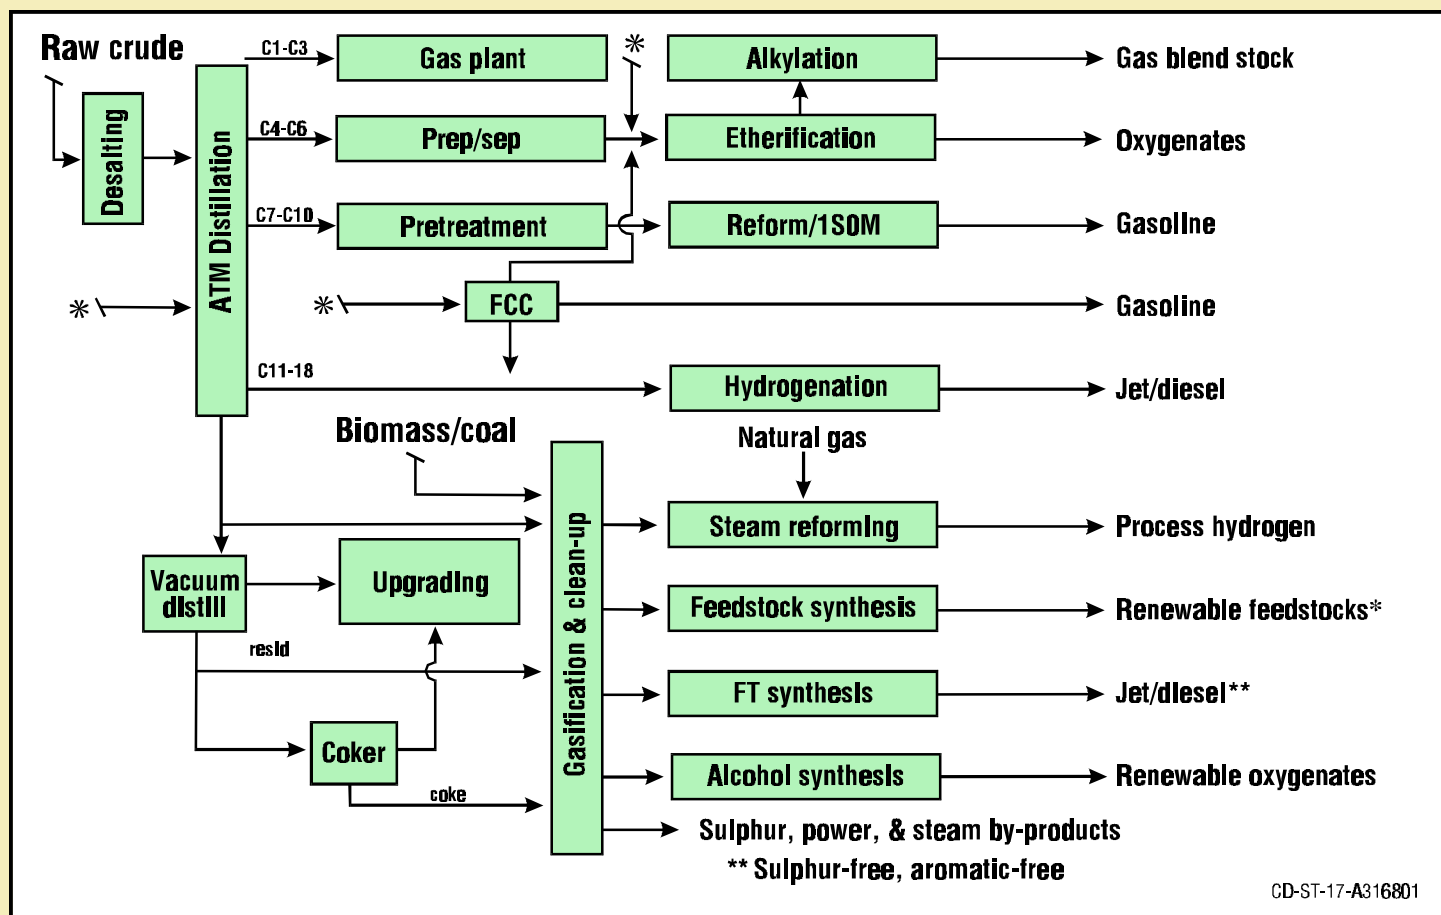 Raw crude
C1-C3
Gas plant
*
Alkylation
Gas blend stock
Desalting
ATM Distillation
C4-C6
Prep/sep
Etherification
Oxygenates
C7-C10
Pretreatment
Reform/1SOM
Gasoline
*
*
FCC
Gasoline
C11-18
Hydrogenation
Jet/diesel
Biomass/coal
Natural gas
Gasification & clean-up
Steam reforming
Process hydrogen
Vacuum
distill
Upgrading
Feedstock synthesis
Renewable feedstocks*
resid
FT synthesis
Jet/diesel**
Coker
coke
Alcohol synthesis
Renewable oxygenates
Sulphur, power, & steam by-products
** Sulphur-free, aromatic-free
CD-ST-17-A316801